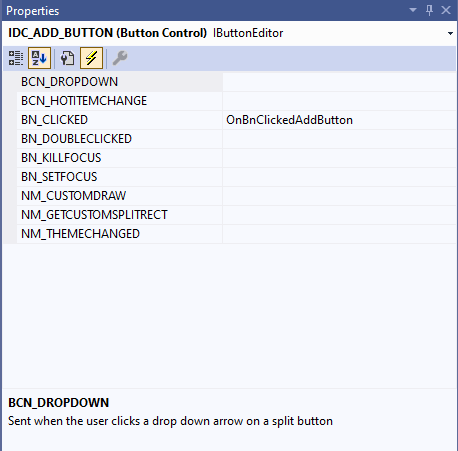 Properties
IDC_ADD_BUTTON (Button Control) IButtonEditor
BCN_DROPDOWN
BCN_HOTITEMCHANGE
BN_CLICKED OnBnClickedAddButton
BN_DOUBLECLICKED
BN_KILLFOCUS
BN_SETFOCUS
NM_CUSTOMDRAW
NM_GETCUSTOMSPLITRECT
NM_THEMECHANGED
BCN_DROPDOWN
Sent when the user clicks a drop down arrow on a split button